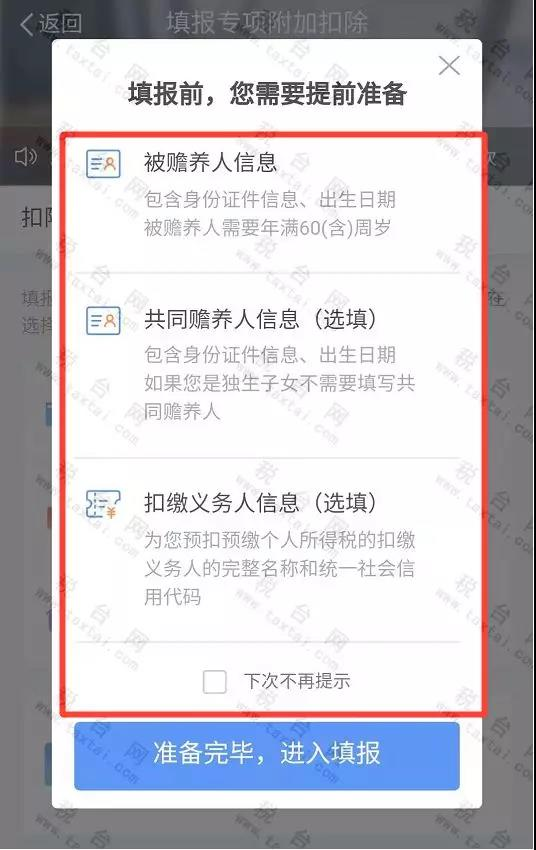 返回
填报专项附加扣除
填报前，您需要提前准备
被赡养人信息
包含身份证件信息、出生日期
被赡养人需要年满60(含)周岁
共同赡养人信息（选填）
包含身份证件信息、出生日期
如果您是独生子女不需要填写共
同赡养人
扣缴义务人信息（选填）
为您预扣预缴个人所得税的扣缴
义务人的完整名称和统一社会信
用代码
下次不再提示
准备完毕，进入填报
税台网
www.taxtai.com